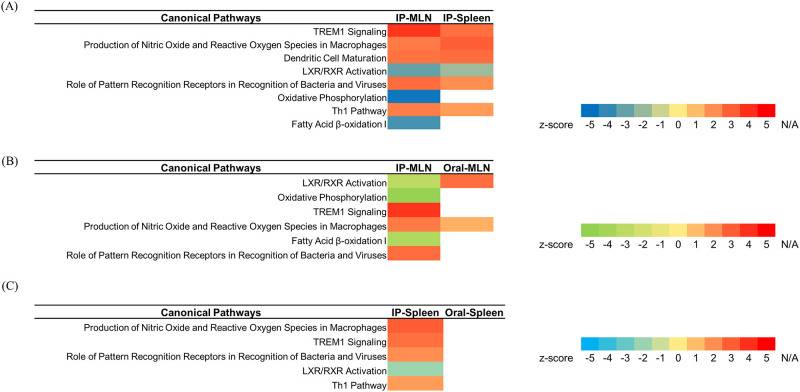 (A)
Canonical Pathways IP-MLN IP-Spleen
TREM1 Signaling
Production of Nitric Oxide and Reactive Oxygen Species in Macrophages
Dendritic Cell Maturation
LXR/RXR Activation
Role of Pattern Recognition Receptors in Recognition of Bacteria and Viruses
Oxidative Phosphorylation
Th1 Pathway
Fatty Acid β-oxidation I
z-score -5 -4 -3 -2 -1 0 1 2 3 4 5 N/A
(B)
Canonical Pathways IP-MLN Oral-MLN
LXR/RXR Activation
Oxidative Phosphorylation
TREM1 Signaling
Production of Nitric Oxide and Reactive Oxygen Species in Macrophages
Fatty Acid β-oxidation I
Role of Pattern Recognition Receptors in Recognition of Bacteria and Viruses
z-score -5 -4 -3 -2 -1 0 1 2 3 4 5 N/A
(C)
Canonical Pathways IP-Spleen Oral-Spleen
Production of Nitric Oxide and Reactive Oxygen Species in Macrophages
TREM1 Signaling
Role of Pattern Recognition Receptors in Recognition of Bacteria and Viruses
LXR/RXR Activation
Th1 Pathway
z-score -5 -4 -3 -2 -1 0 1 2 3 4 5 N/A